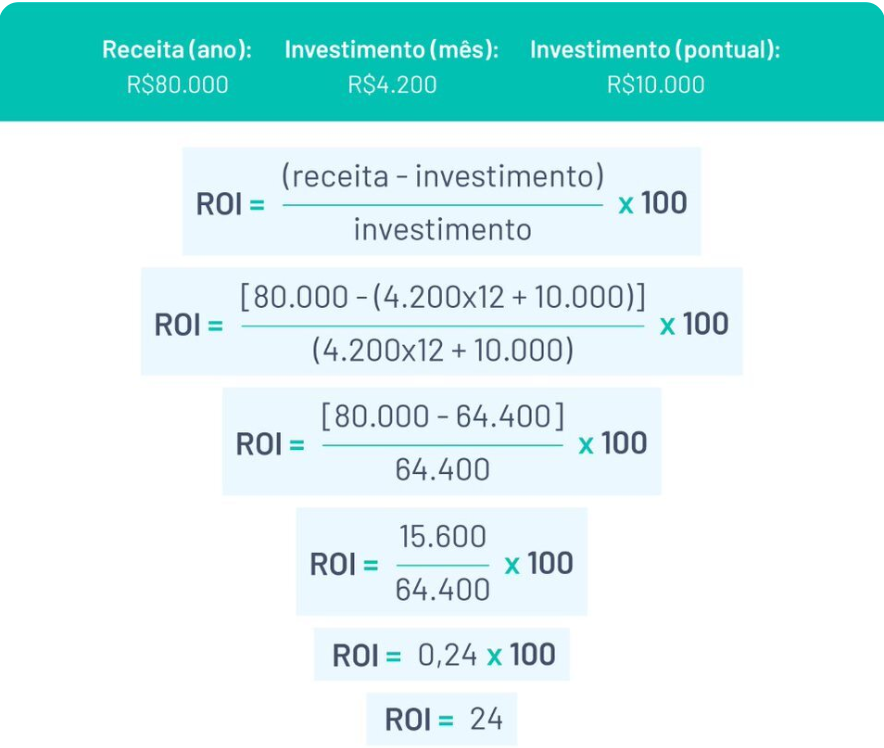 Receita (ano): Investimento (mês): Investimento (pontual):
R$80.000 R$4.200 R$10.000
(receita - investimento)
ROI = x 100
investimento
[80.000 - (4.200x12 + 10.000)]
ROI = x 100
(4.200x12 + 10.000)
[80.000 - 64.400]
ROI = x 100
64.400
15.600
ROI = x 100
64.400
ROI = 0,24 x 100
ROI = 24